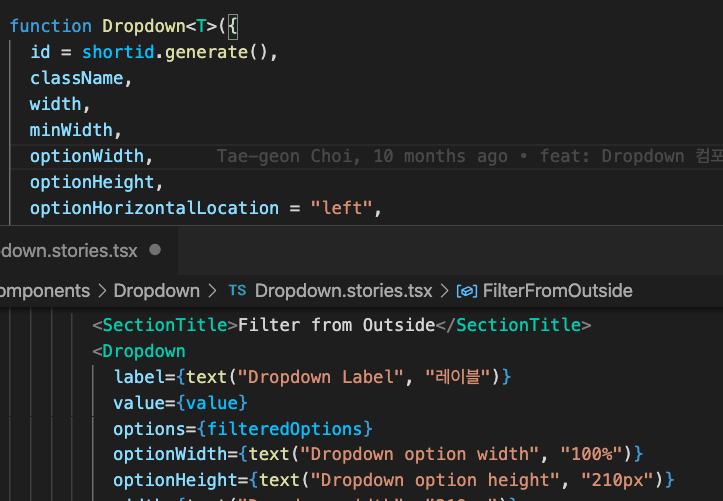 function Dropdown<T>({
id = shortid.generate(),
className,
width,
minWidth,
optionWidth, Tae-geon Choi, 10 months ago • feat: Dropdown 컴포
optionHeight,
optionHorizontalLocation = "left",
-down.stories.tsx
omponents > Dropdown > TS Dropdown.stories.tsx > FilterFromOutside
<SectionTitle>Filter from Outside</SectionTitle>
<Dropdown
label={text("Dropdown Label", "레이블")}
value={value}
options={filteredOptions}
optionWidth={text("Dropdown option width", "100%")}
optionHeight={text("Dropdown option height", "210px")}